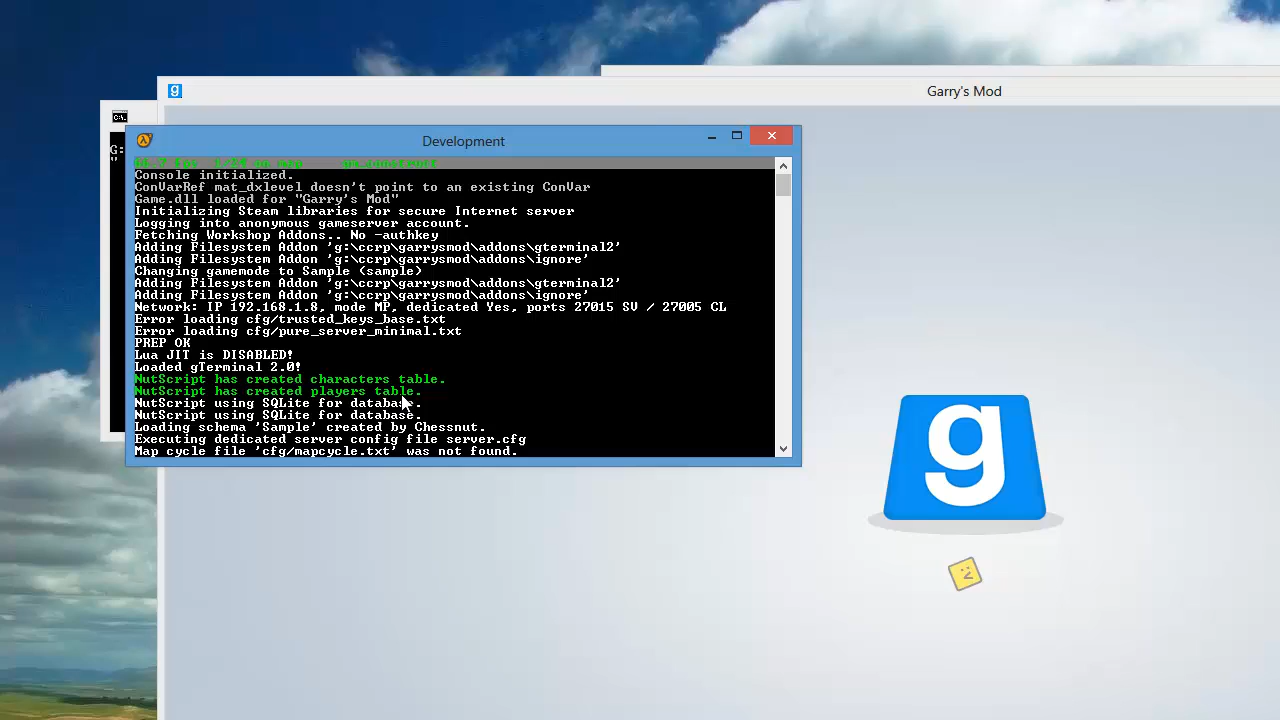 Garry's Mod
Development
Console initialized.
ConVarRef mat_dxlevel doesn't point to an existing ConVar
Game.dll loaded for "Garry's Mod"
Initializing Steam libraries for secure Internet server
Logging into anonymous gameserver account.
Fetching Workshop Addons.. No -authkey
Adding Filesystem Addon 'g:\ccrp\garrysmod\addons\gterminal2'
Adding Filesystem Addon 'g:\ccrp\garrysmod\addons\ignore'
Changing gamemode to Sample (sample)
Adding Filesystem Addon 'g:\ccrp\garrysmod\addons\gterminal2'
Adding Filesystem Addon 'g:\ccrp\garrysmod\addons\ignore'
Network: IP 192.168.1.8, mode MP, dedicated Yes, ports 27015 SV / 27005 CL
Error loading cfg/trusted_keys_base.txt
Error loading cfg/pure_server_minimal.txt
PREP OK
Lua JIT is DISABLED!
Loaded gTerminal 2.0!
NutScript has created characters table.
NutScript has created players table.
NutScript using SQLite for database.
NutScript using SQLite for database.
Loading schema 'Sample' created by Chessnut.
Executing dedicated server config file server.cfg
Map cycle file 'cfg/mapcycle.txt' was not found.
g